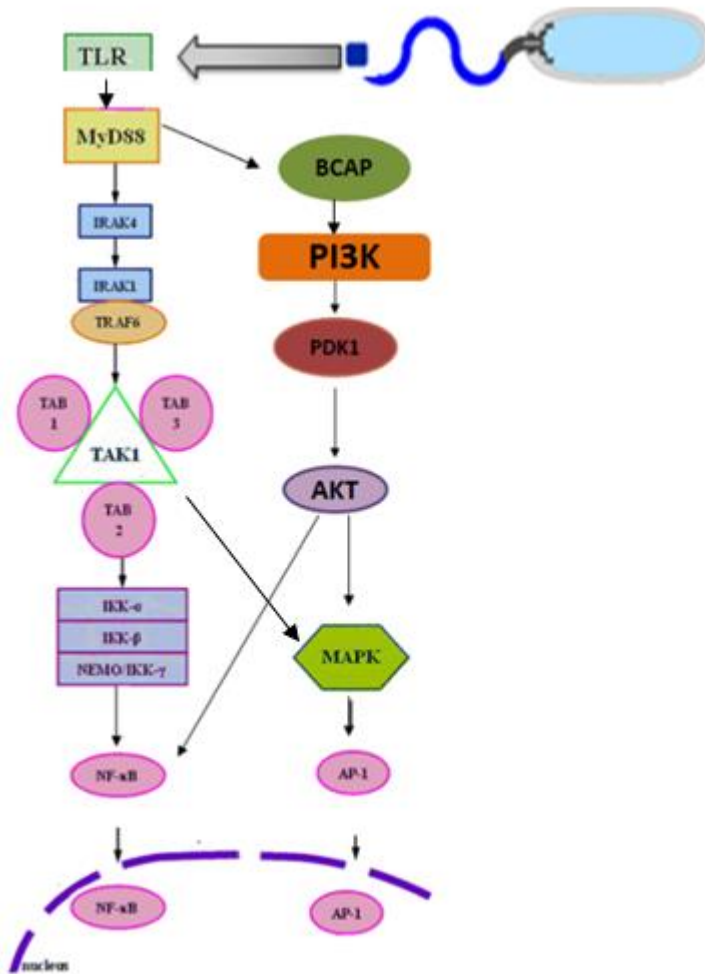 TLR
MyD88
BCAP
IRAK4
PI3K
IRAK1
TRAF6
PDK1
TAB
1
TAB
3
TAK1
AKT
TAB
2
IKK-α
IKK-β
MAPK
NEMO/IKK-γ
NF-κB
AP-1
NF-κB
AP-1
nucleus